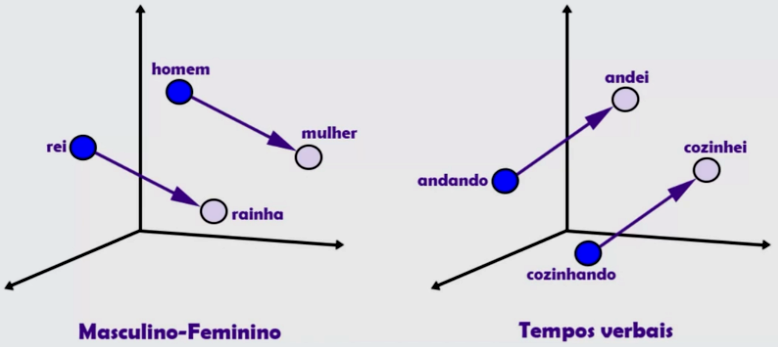 homem
rei
mulher
rainha
Masculino-Feminino
andei
andando
cozinhei
cozinhando
Tempos verbais